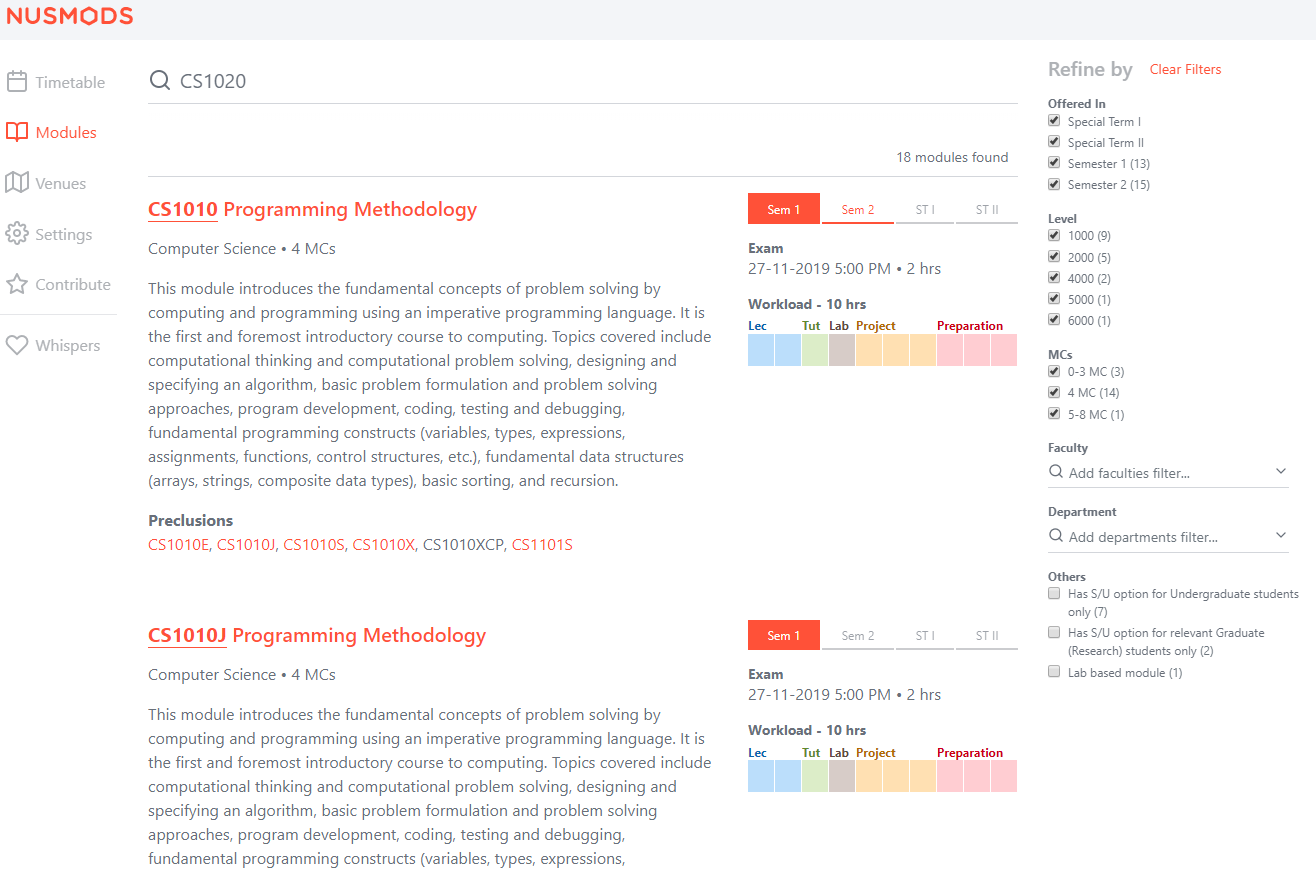 NUSMODS
Timetable
Modules
Venues
Settings
Contribute
Whispers
CS1020
18 modules found
CS1010 Programming Methodology
Computer Science • 4 MCs
This module introduces the fundamental concepts of problem solving by
computing and programming using an imperative programming language. It is
the first and foremost introductory course to computing. Topics covered include
computational thinking and computational problem solving, designing and
specifying an algorithm, basic problem formulation and problem solving
approaches, program development, coding, testing and debugging,
fundamental programming constructs (variables, types, expressions,
assignments, functions, control structures, etc.), fundamental data structures
(arrays, strings, composite data types), basic sorting, and recursion.
Preclusions
CS1010E, CS1010J, CS1010S, CS1010X, CS1010XCP, CS1101S
Sem 1 Sem 2 ST I ST II
Exam
27-11-2019 5:00 PM • 2 hrs
Workload - 10 hrs
Lec Tut Lab Project Preparation
CS1010J Programming Methodology
Computer Science • 4 MCs
This module introduces the fundamental concepts of problem solving by
computing and programming using an imperative programming language. It is
the first and foremost introductory course to computing. Topics covered include
computational thinking and computational problem solving, designing and
specifying an algorithm, basic problem formulation and problem solving
approaches, program development, coding, testing and debugging,
fundamental programming constructs (variables, types, expressions,
Sem 1 Sem 2 ST I ST II
Exam
27-11-2019 5:00 PM • 2 hrs
Workload - 10 hrs
Lec Tut Lab Project Preparation
Refine by Clear Filters
Offered In
Special Term I
Special Term II
Semester 1 (13)
Semester 2 (15)
Level
1000 (9)
2000 (5)
4000 (2)
5000 (1)
6000 (1)
MCs
0-3 MC (3)
4 MC (14)
5-8 MC (1)
Faculty
Add faculties filter...
Department
Add departments filter...
Others
Has S/U option for Undergraduate students
only (7)
Has S/U option for relevant Graduate
(Research) students only (2)
Lab based module (1)